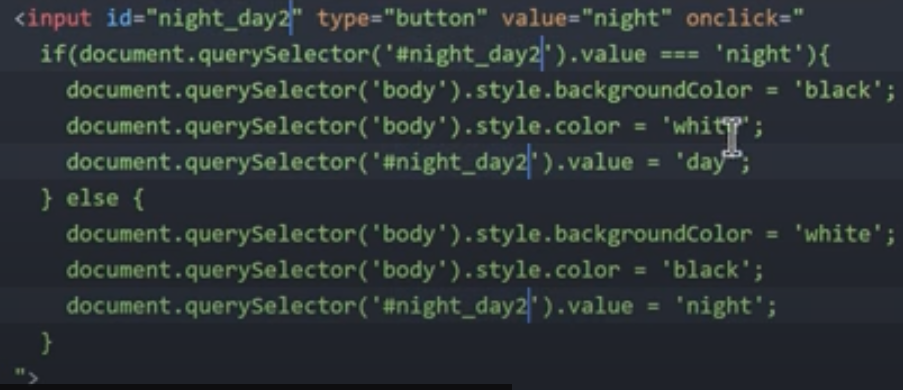 <input id="night_day2" type="button" value="night" onclick="
if(document.querySelector('#night_day2').value === 'night'){
document.querySelector('body').style.backgroundColor = 'black';
document.querySelector('body').style.color = 'white';
document.querySelector('#night_day2').value = 'day';
} else {
document.querySelector('body').style.backgroundColor = 'white';
document.querySelector('body').style.color = 'black';
document.querySelector('#night_day2').value = 'night';
}
">